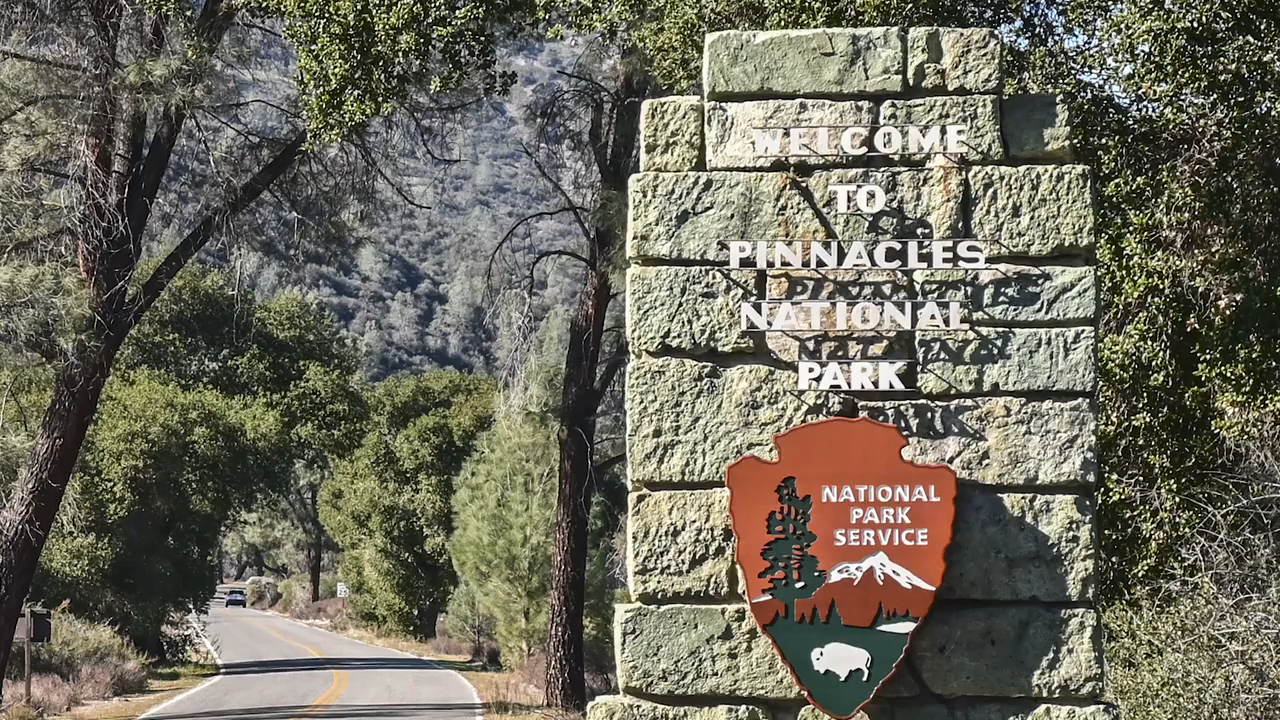 WELCOME
TO
PINNACLES
NATIONAL
PARK
NATIONAL
PARK
SERVICE